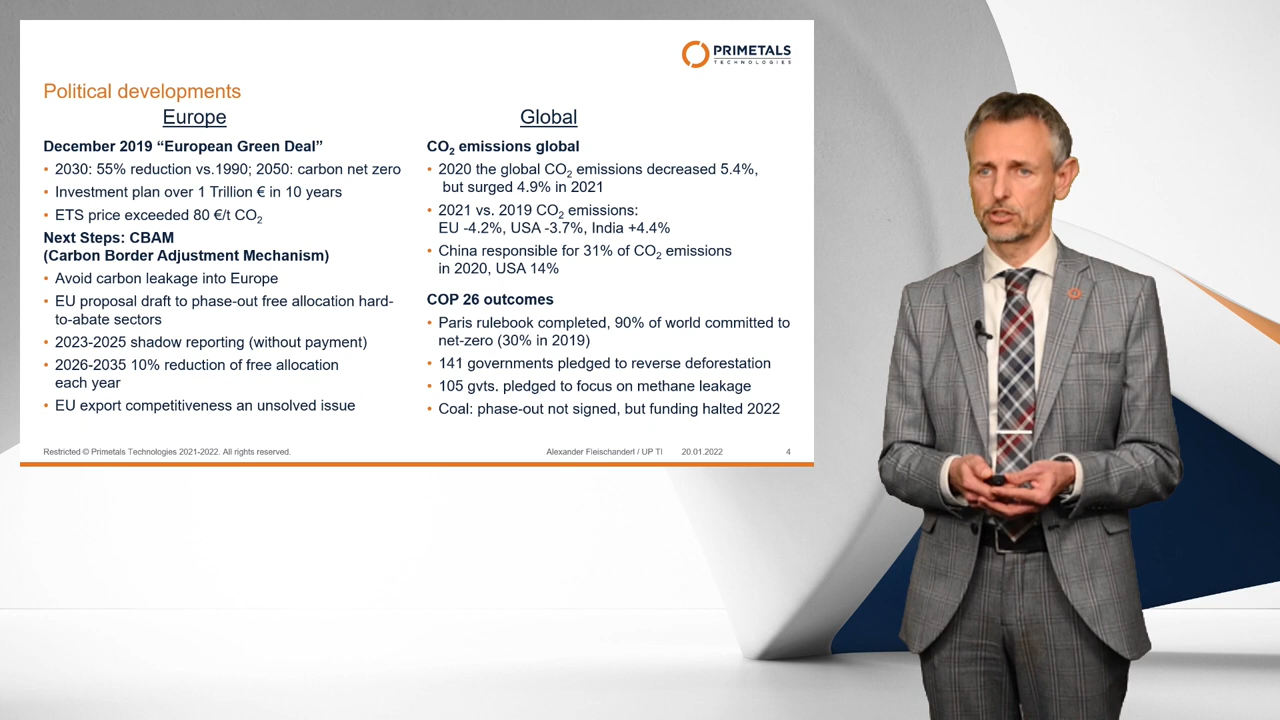 PRIMETALS
TECHNOLOGIES
Political developments
Europe
December 2019 “European Green Deal”
• 2030: 55% reduction vs.1990; 2050: carbon net zero
• Investment plan over 1 Trillion € in 10 years
• ETS price exceeded 80 €/t CO₂
Next Steps: CBAM
(Carbon Border Adjustment Mechanism)
• Avoid carbon leakage into Europe
• EU proposal draft to phase-out free allocation hard-
to-abate sectors
• 2023-2025 shadow reporting (without payment)
• 2026-2035 10% reduction of free allocation
each year
• EU export competitiveness an unsolved issue
Global
CO₂ emissions global
• 2020 the global CO₂ emissions decreased 5.4%,
but surged 4.9% in 2021
• 2021 vs. 2019 CO₂ emissions:
EU -4.2%, USA -3.7%, India +4.4%
• China responsible for 31% of CO₂ emissions
in 2020, USA 14%
COP 26 outcomes
• Paris rulebook completed, 90% of world committed to
net-zero (30% in 2019)
• 141 governments pledged to reverse deforestation
• 105 gvts. pledged to focus on methane leakage
• Coal: phase-out not signed, but funding halted 2022
Restricted © Primetals Technologies 2021-2022. All rights reserved.
Alexander Fleischanderl / UP TI
20.01.2022
4